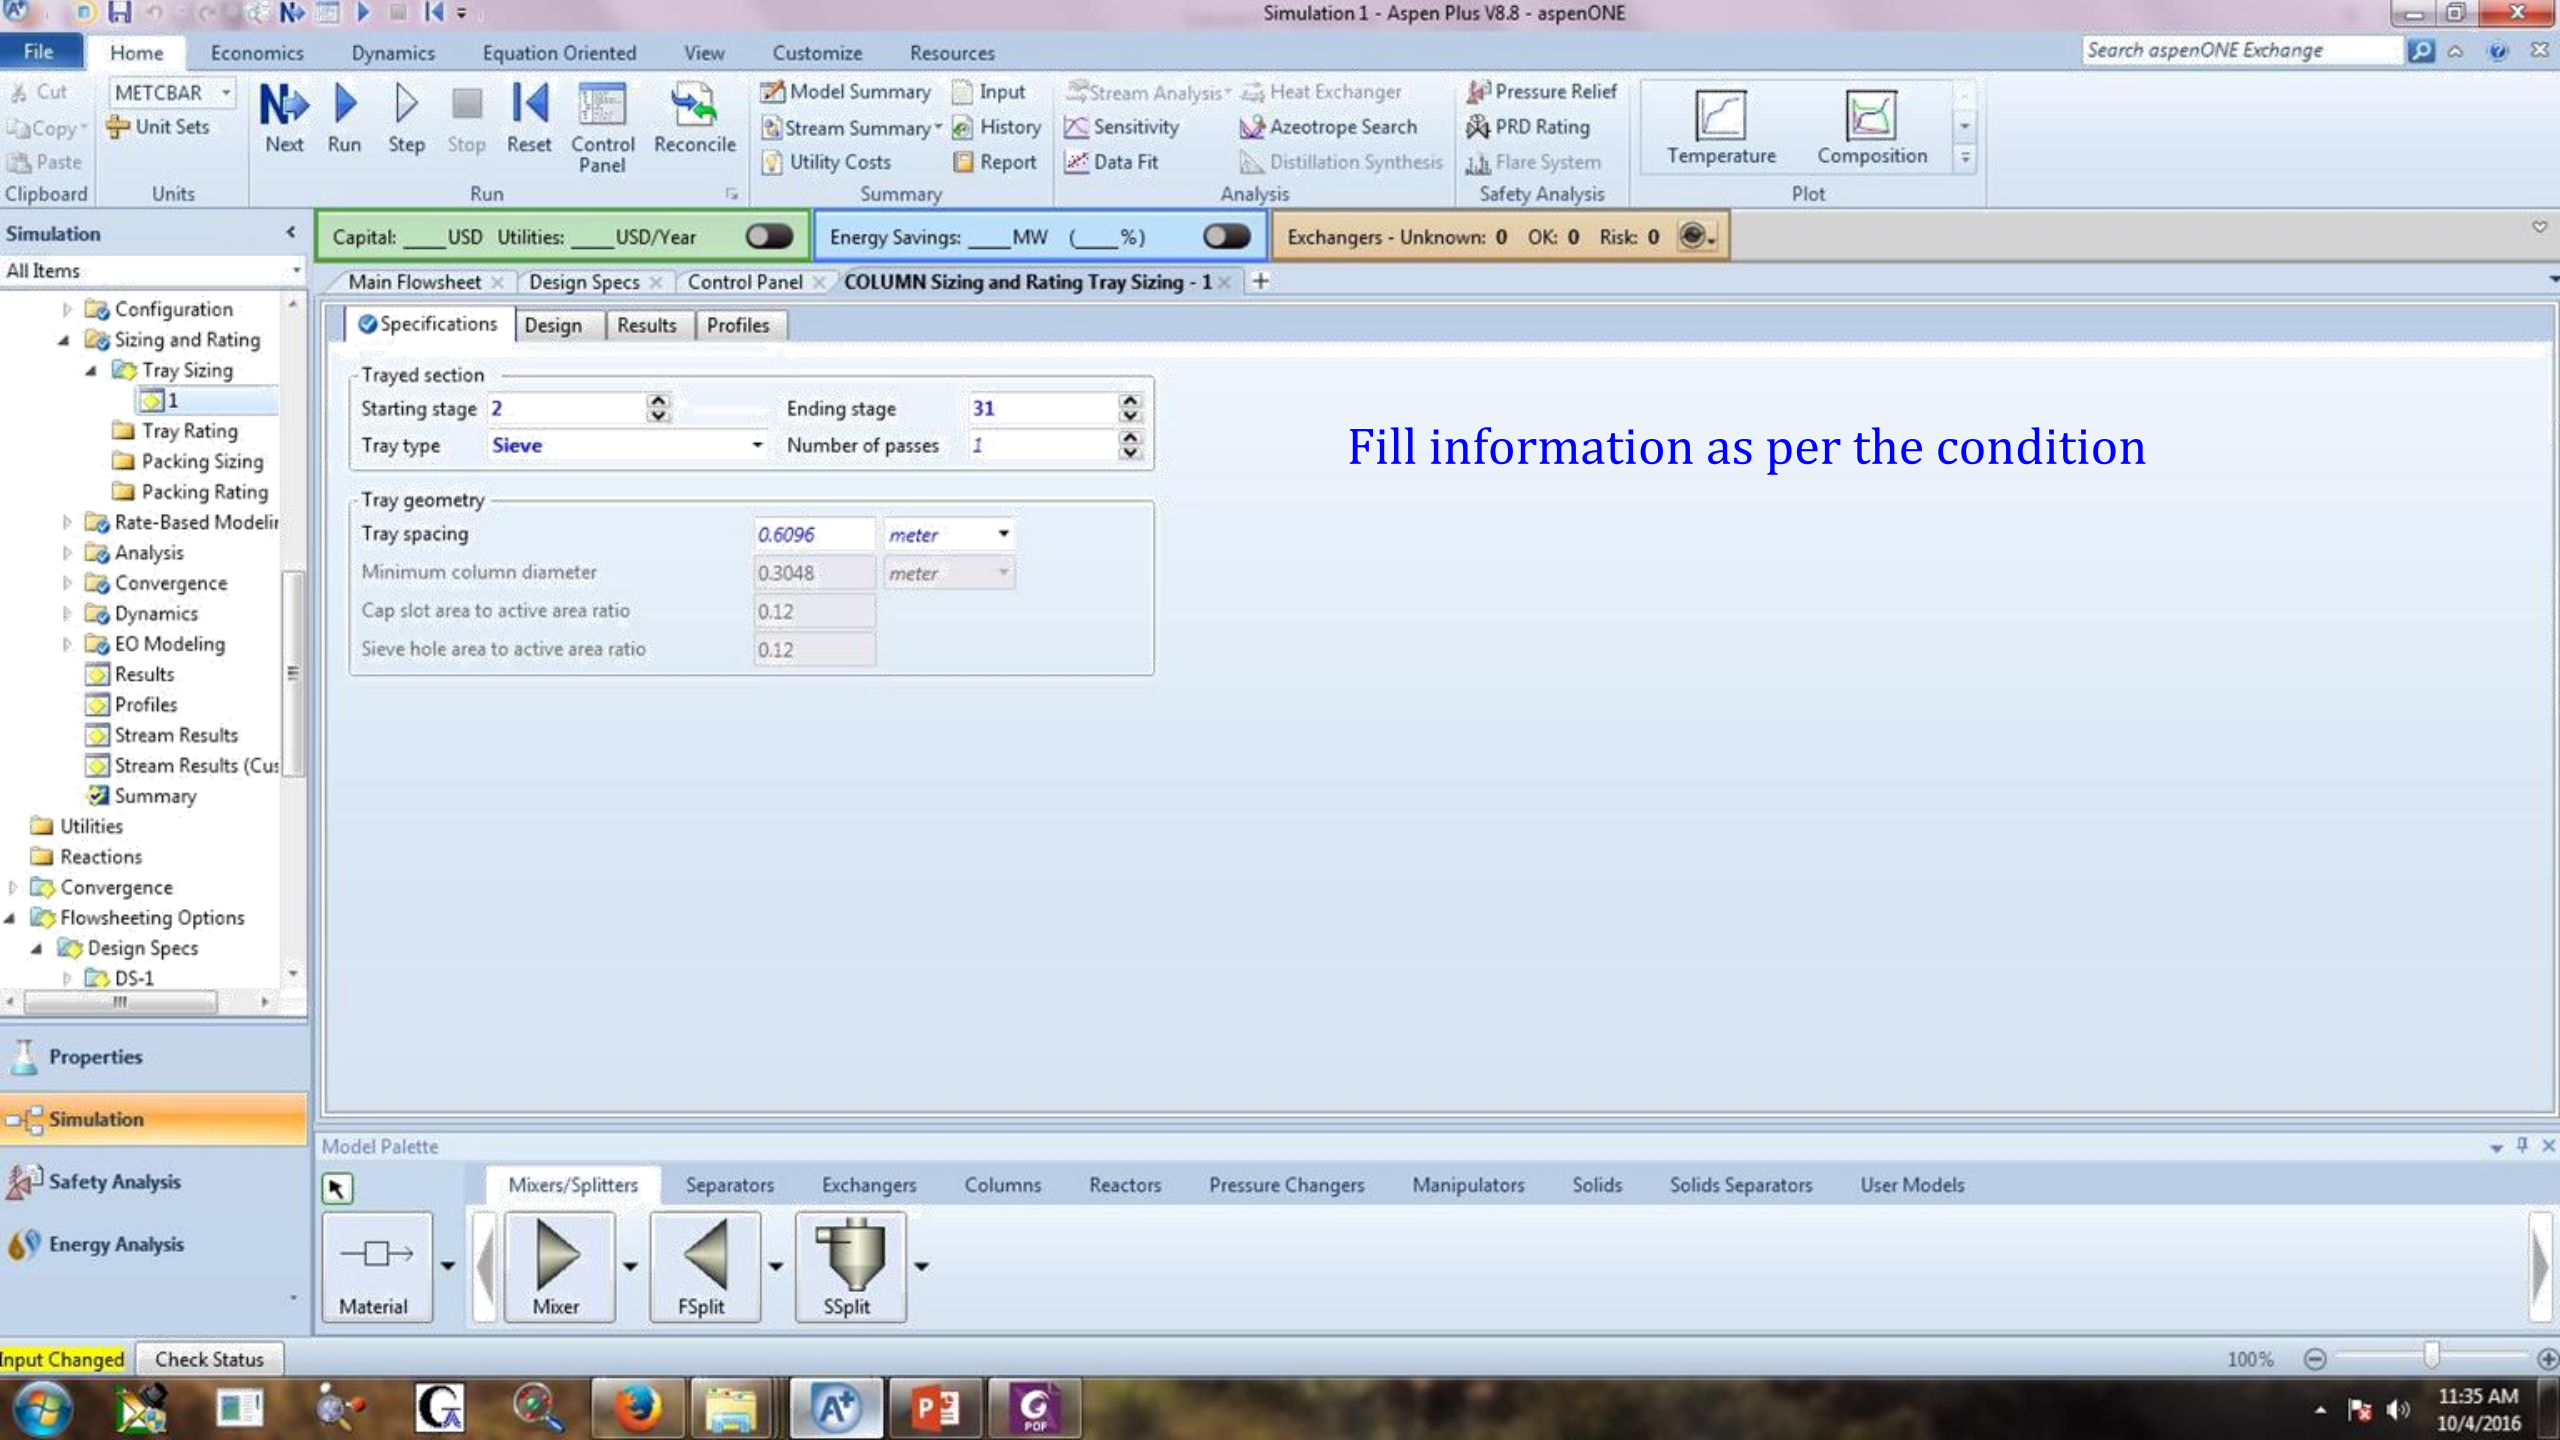 Simulation 1 - Aspen Plus V8.8 - aspenONE
File Home Economics Dynamics Equation Oriented View Customize Resources Search aspenONE Exchange
Cut METCBAR Model Summary Input Stream Analysis Heat Exchanger Pressure Relief
Copy Unit Sets Stream Summary History Sensitivity Azeotrope Search PRD Rating
Next Run Step Stop Reset Control Panel Reconcile
Paste Utility Costs Report Data Fit Distillation Synthesis Flare System Temperature Composition
Clipboard Units Run Summary Analysis Safety Analysis Plot
Simulation
Capital: ____USD Utilities: ____USD/Year Energy Savings: ____MW (____%) Exchangers - Unknown: 0 OK: 0 Risk: 0
All Items
Main Flowsheet Design Specs Control Panel COLUMN Sizing and Rating Tray Sizing - 1 +
Configuration
Sizing and Rating
Tray Sizing
1
Tray Rating
Packing Sizing
Packing Rating
Rate-Based Modelin
Analysis
Convergence
Dynamics
EO Modeling
Results
Profiles
Stream Results
Stream Results (Cus
Summary
Utilities
Reactions
Convergence
Flowsheeting Options
Design Specs
DS-1
Properties
Simulation
Safety Analysis
Energy Analysis
Specifications Design Results Profiles
Trayed section
Starting stage 2 Ending stage 31
Tray type Sieve Number of passes 1
Tray geometry
Tray spacing 0.6096 meter
Minimum column diameter 0.3048 meter
Cap slot area to active area ratio 0.12
Sieve hole area to active area ratio 0.12
Fill information as per the condition
Model Palette
Mixers/Splitters Separators Exchangers Columns Reactors Pressure Changers Manipulators Solids Solids Separators User Models
Material Mixer FSplit SSplit
Input Changed Check Status 100%
11:35 AM
10/4/2016